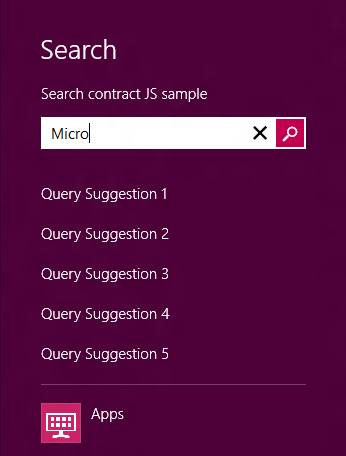 Search
Search contract JS sample
Micro
Query Suggestion 1
Query Suggestion 2
Query Suggestion 3
Query Suggestion 4
Query Suggestion 5
Apps